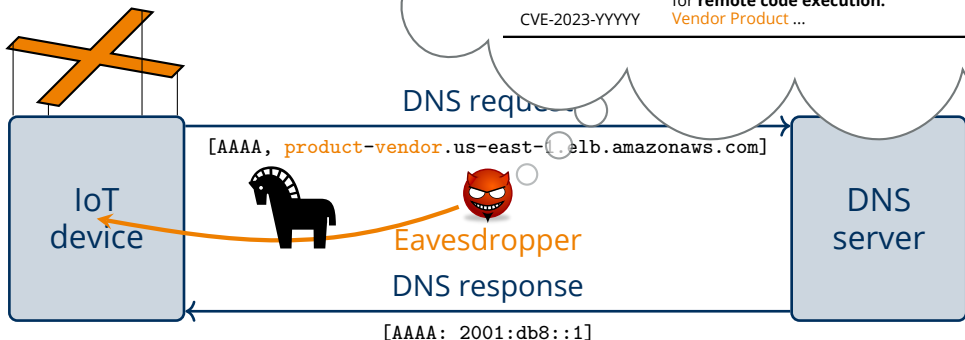 for remote code execution.
CVE-2023-YYYYY Vendor Product ...
DNS request
[AAAA, product-vendor.us-east-1.elb.amazonaws.com]
IoT
device
Eavesdropper
DNS
server
DNS response
[AAAA: 2001:db8::1]